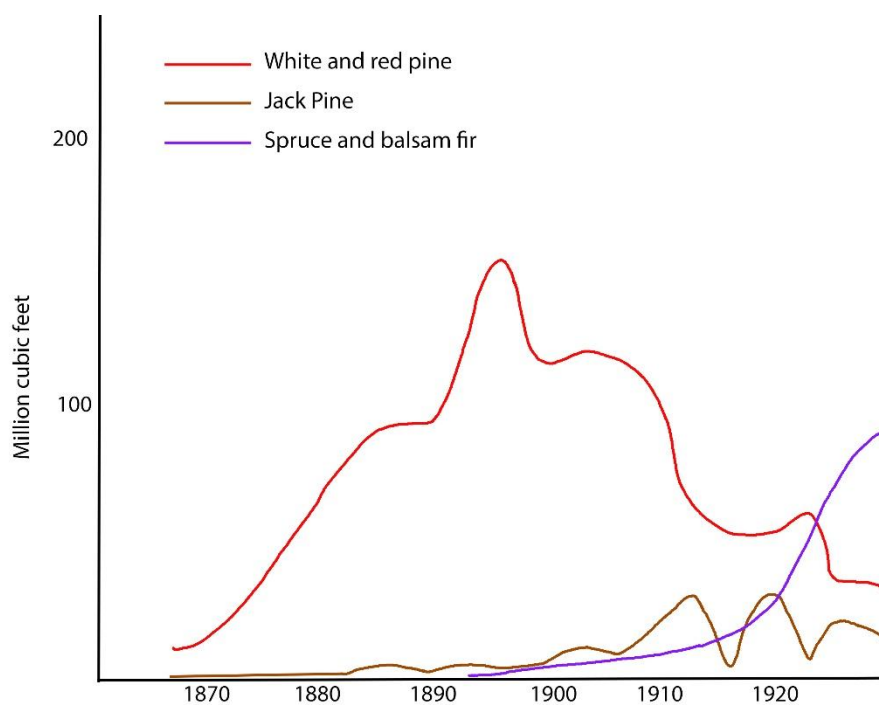 White and red pine
Jack Pine
Spruce and balsam fir
200
100
Million cubic feet
1870 1880 1890 1900 1910 1920